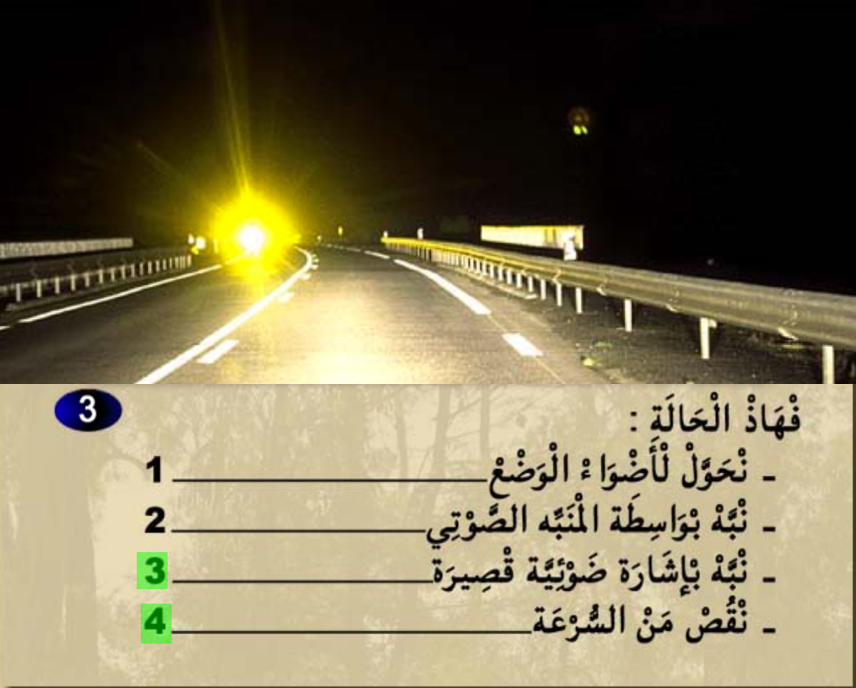 3
فْهَاذْ الْحَالَةِ :
- نْحَوَّلْ لْأَضْوَاءْ الْوَضْعْ 1
- نْبَّهْ بْوَاسِطَة الْمُنَبِّه الصَّوْتِي 2
- نْبَّهْ بْإِشَارَة ضَوْئِيَّة قْصِيرَة 3
- نْقُصْ مَنْ السُّرْعَة 4